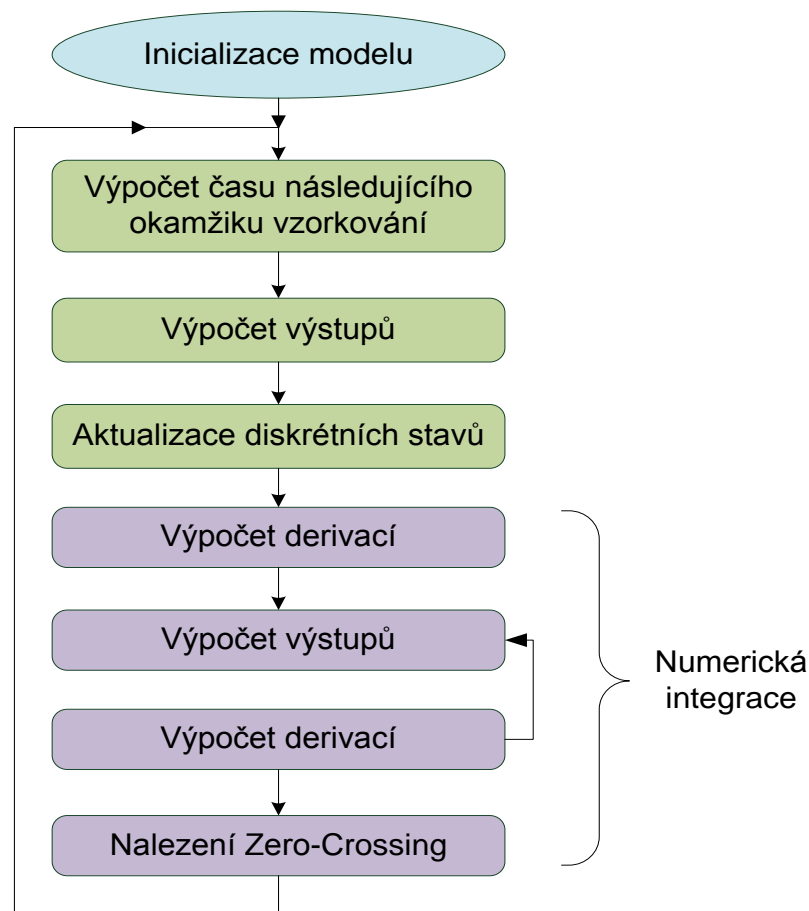 Inicializace modelu
Výpočet času následujícího
okamžiku vzorkování
Výpočet výstupů
Aktualizace diskrétních stavů
Výpočet derivací
Výpočet výstupů
Výpočet derivací
Nalezení Zero-Crossing
Numerická
integrace